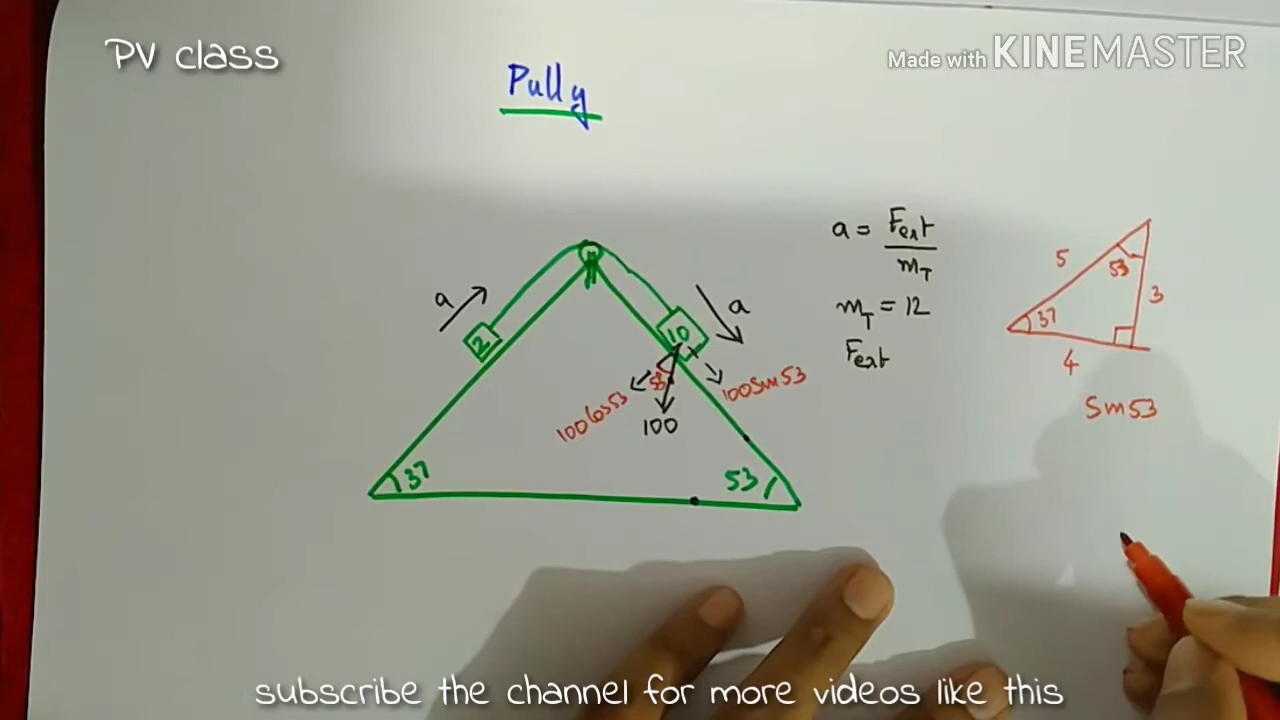 PV class
Made with KINEMASTER
Pully
a
2
10
a
100Cos53
53
100Sin53
100
37
53
a = Fext
mT
mT = 12
Fext
5
53
3
37
4
Sin53
subscribe the channel for more videos like this